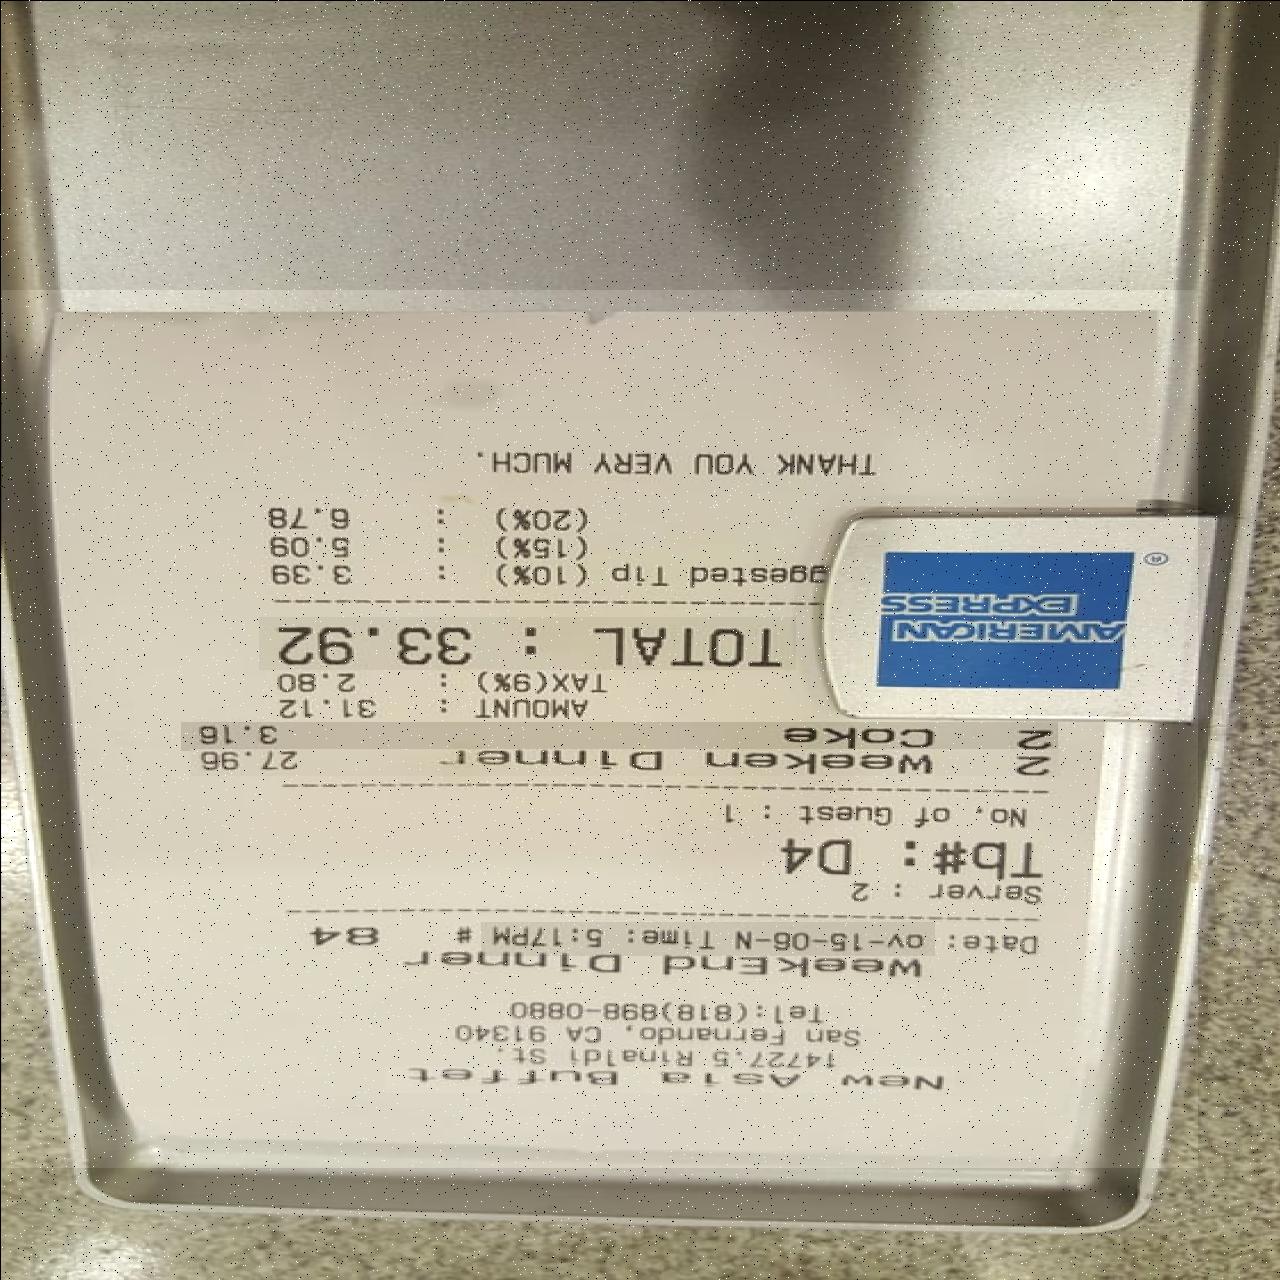 New Asia Buffet
14727.5 Rinaldi St.
San Fernando, CA 91340
Tel:(818)898-0880
WeekEnd Dinner
Date: ov-15-06-N Time: 5:17PM # 84
Server : 2
Tb#: D4
No. of Guest : 1
2 Weeken Dinner 27.96
2 Coke 3.16
AMOUNT : 31.12
TAX(9%) : 2.80
TOTAL : 33.92
ggested Tip (10%) : 3.39
(15%) : 5.09
(20%) : 6.78
THANK YOU VERY MUCH.
AMERICAN
EXPRESS
®